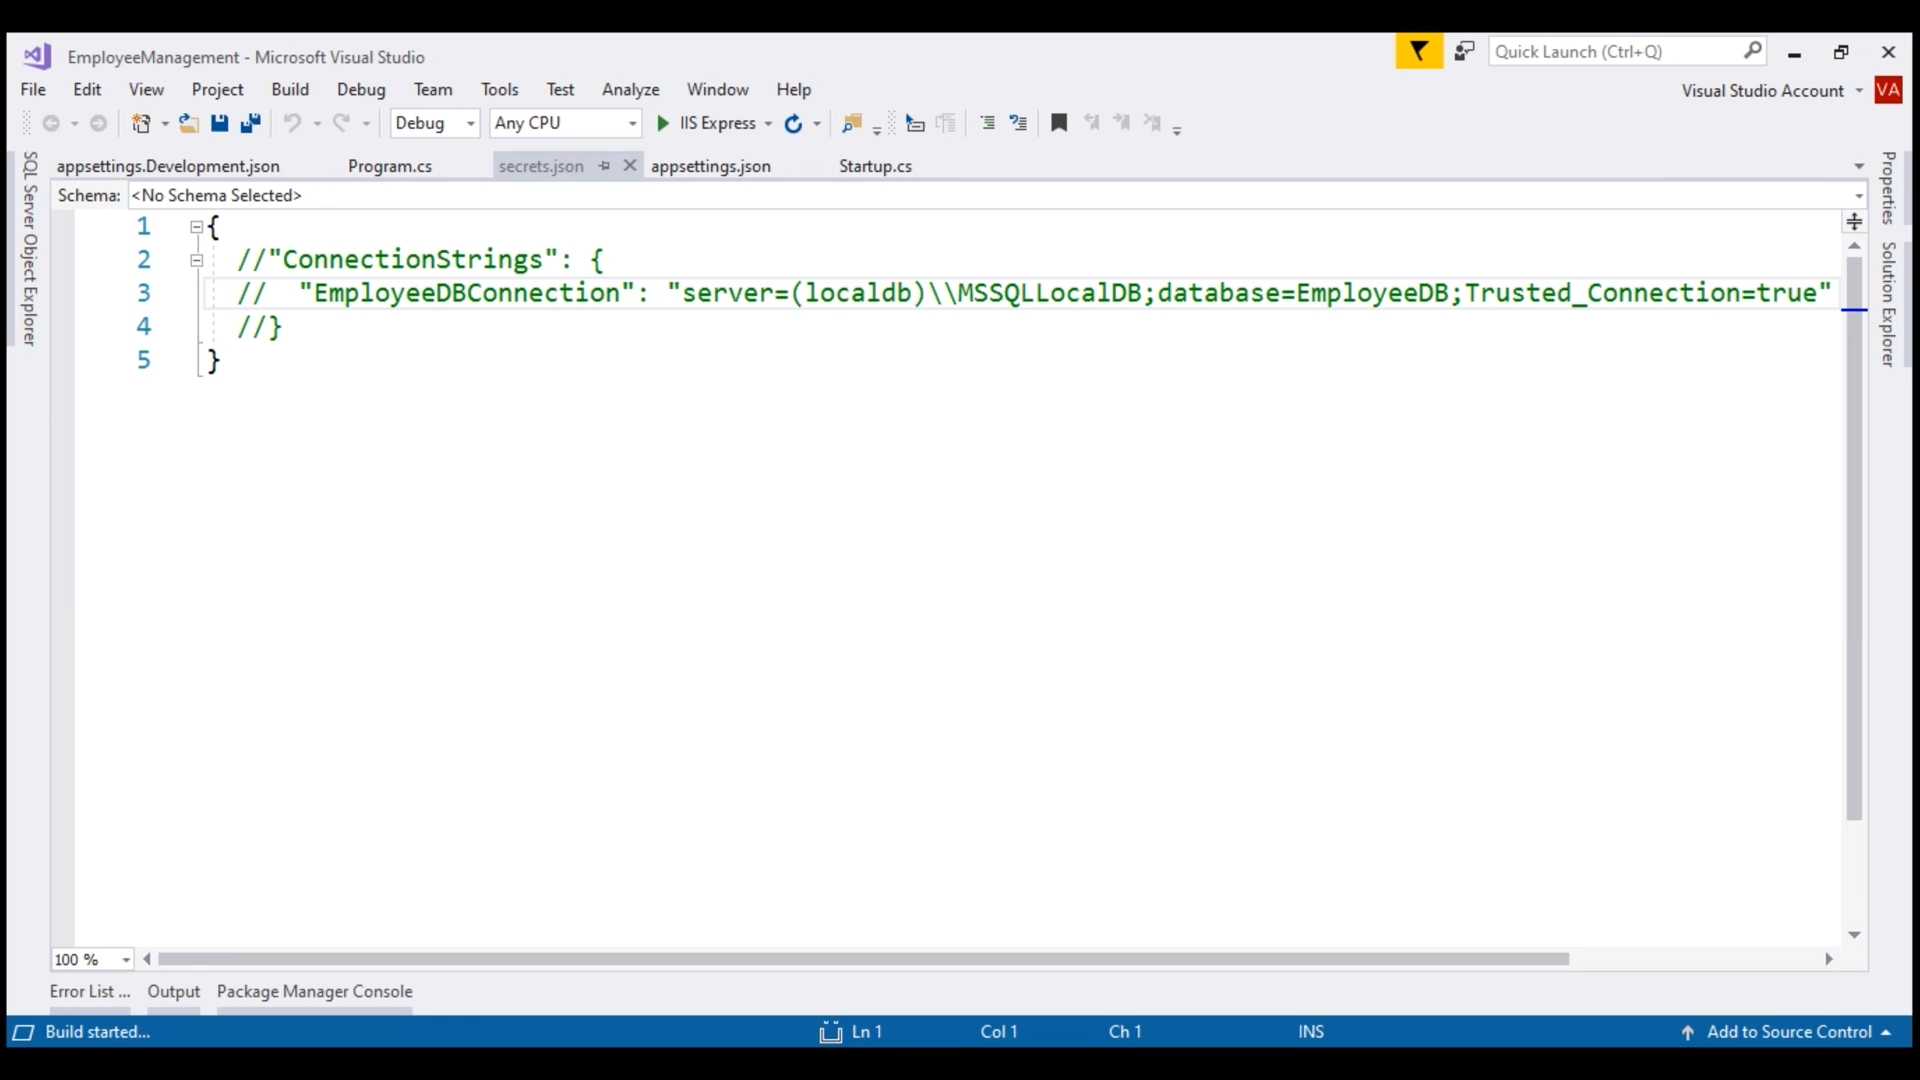 EmployeeManagement - Microsoft Visual Studio
Quick Launch (Ctrl+Q)
File Edit View Project Build Debug Team Tools Test Analyze Window Help
Visual Studio Account VA
Debug Any CPU IIS Express
appsettings.Development.json Program.cs secrets.json appsettings.json Startup.cs
Schema: <No Schema Selected>
SQL Server Object Explorer
Properties
Solution Explorer
1 {
2 //"ConnectionStrings": {
3 //  "EmployeeDBConnection": "server=(localdb)\\MSSQLLocalDB;database=EmployeeDB;Trusted_Connection=true"
4 //}
5 }
100 %
Error List ... Output Package Manager Console
Build started... Ln 1 Col 1 Ch 1 INS Add to Source Control